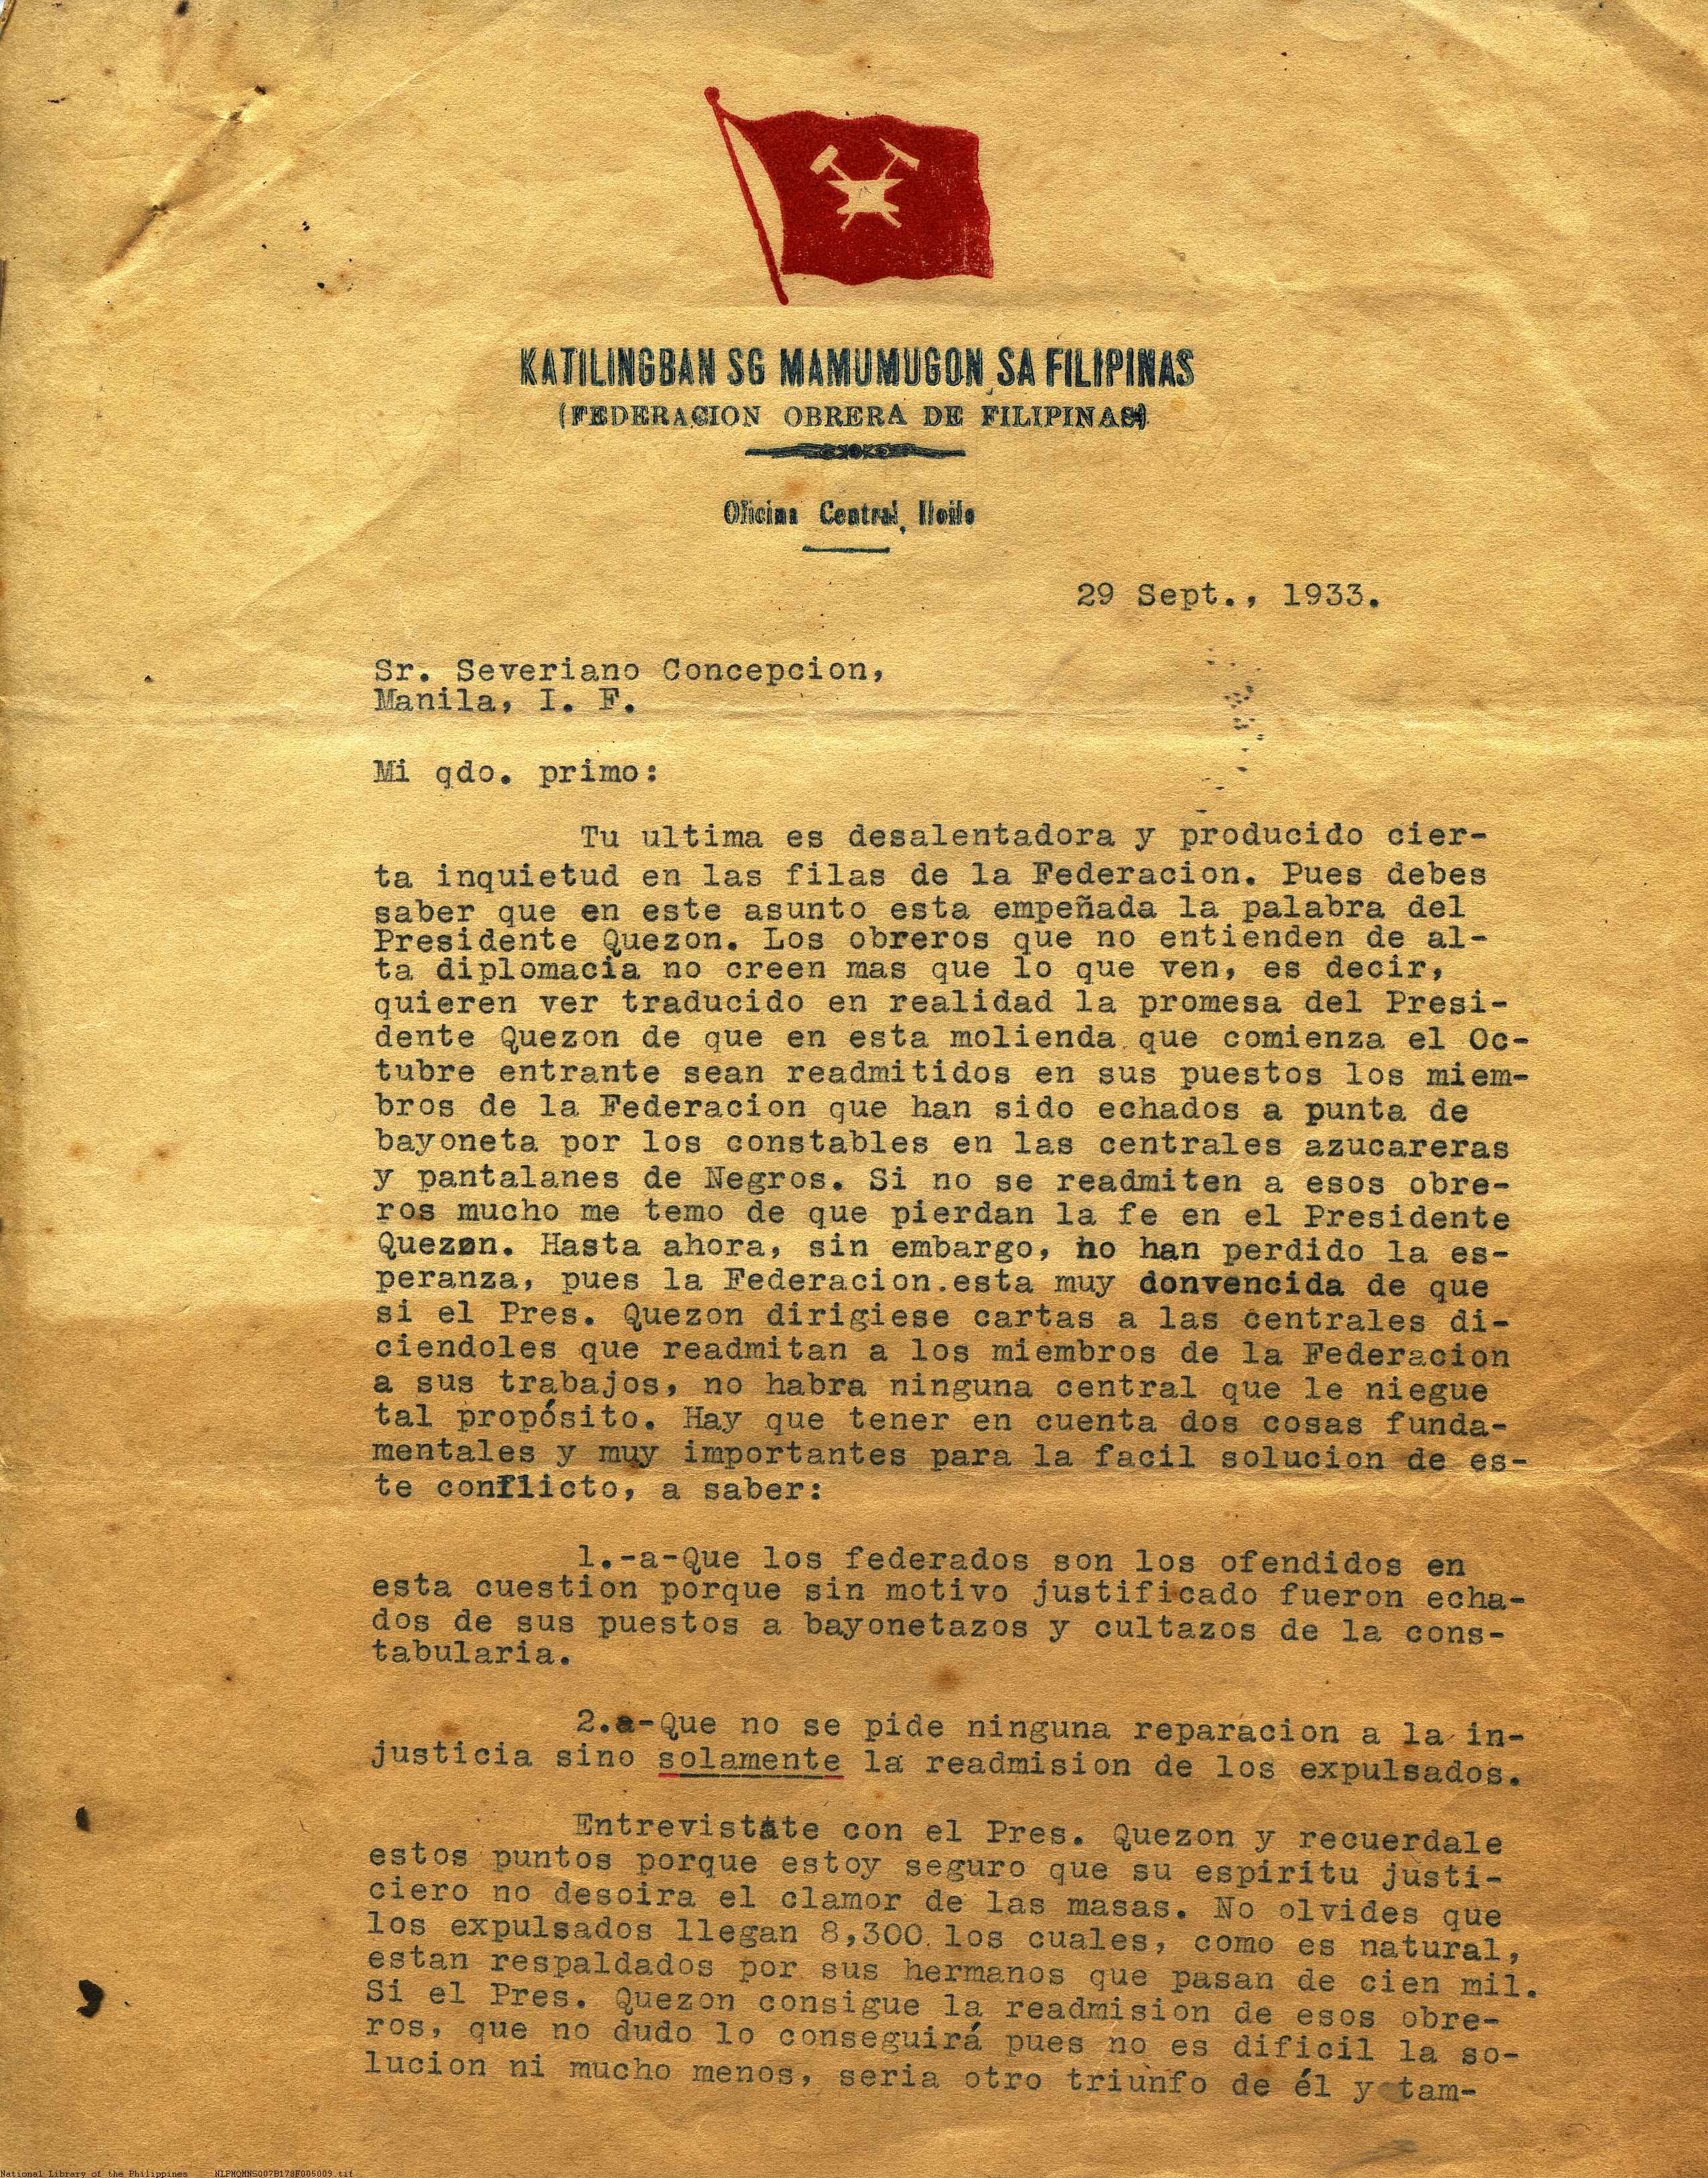 KATILINGBAN SG MAMUMUGON SA FILIPINAS
(FEDERACION OBRERA DE FILIPINAS)
Oficina Central, Iloilo
29 Sept., 1933.
Sr. Severiano Concepcion,
Manila, I. F.
Mi qdo. primo:
Tu ultima es desalentadora y producido cier-
ta inquietud en las filas de la Federacion. Pues debes
saber que en este asunto esta empeñada la palabra del
Presidente Quezon. Los obreros que no entienden de al-
ta diplomacia no creen mas que lo que ven, es decir,
quieren ver traducido en realidad la promesa del Presi-
dente Quezon de que en esta molienda que comienza el Oc-
tubre entrante sean readmitidos en sus puestos los miem-
bros de la Federacion que han sido echados a punta de
bayoneta por los constables en las centrales azucareras
y pantalanes de Negros. Si no se readmiten a esos obre-
ros mucho me temo de que pierdan la fe en el Presidente
Quezon. Hasta ahora, sin embargo, no han perdido la es-
peranza, pues la Federacion.esta muy donvencida de que
si el Pres. Quezon dirigiese cartas a las centrales di-
ciendoles que readmitan a los miembros de la Federacion
a sus trabajos, no habra ninguna central que le niegue
tal propósito. Hay que tener en cuenta dos cosas funda-
mentales y muy importantes para la facil solucion de es-
te conflicto, a saber:
1.-a-Que los federados son los ofendidos en
esta cuestion porque sin motivo justificado fueron echa-
dos de sus puestos a bayonetazos y cultazos de la cons-
tabularia.
2.a-Que no se pide ninguna reparacion a la in-
justicia sino solamente la readmision de los expulsados.
Entrevistate con el Pres. Quezon y recuerdale
estos puntos porque estoy seguro que su espiritu justi-
ciero no desoira el clamor de las masas. No olvides que
los expulsados llegan 8,300 los cuales, como es natural,
estan respaldados por sus hermanos que pasan de cien mil.
Si el Pres. Quezon consigue la readmision de esos obre-
ros, que no dudo lo conseguirá pues no es dificil la so-
lucion ni mucho menos, seria otro triunfo de él y tam-
National Library of the Philippines NLPMQMNS007B178F005009.tif